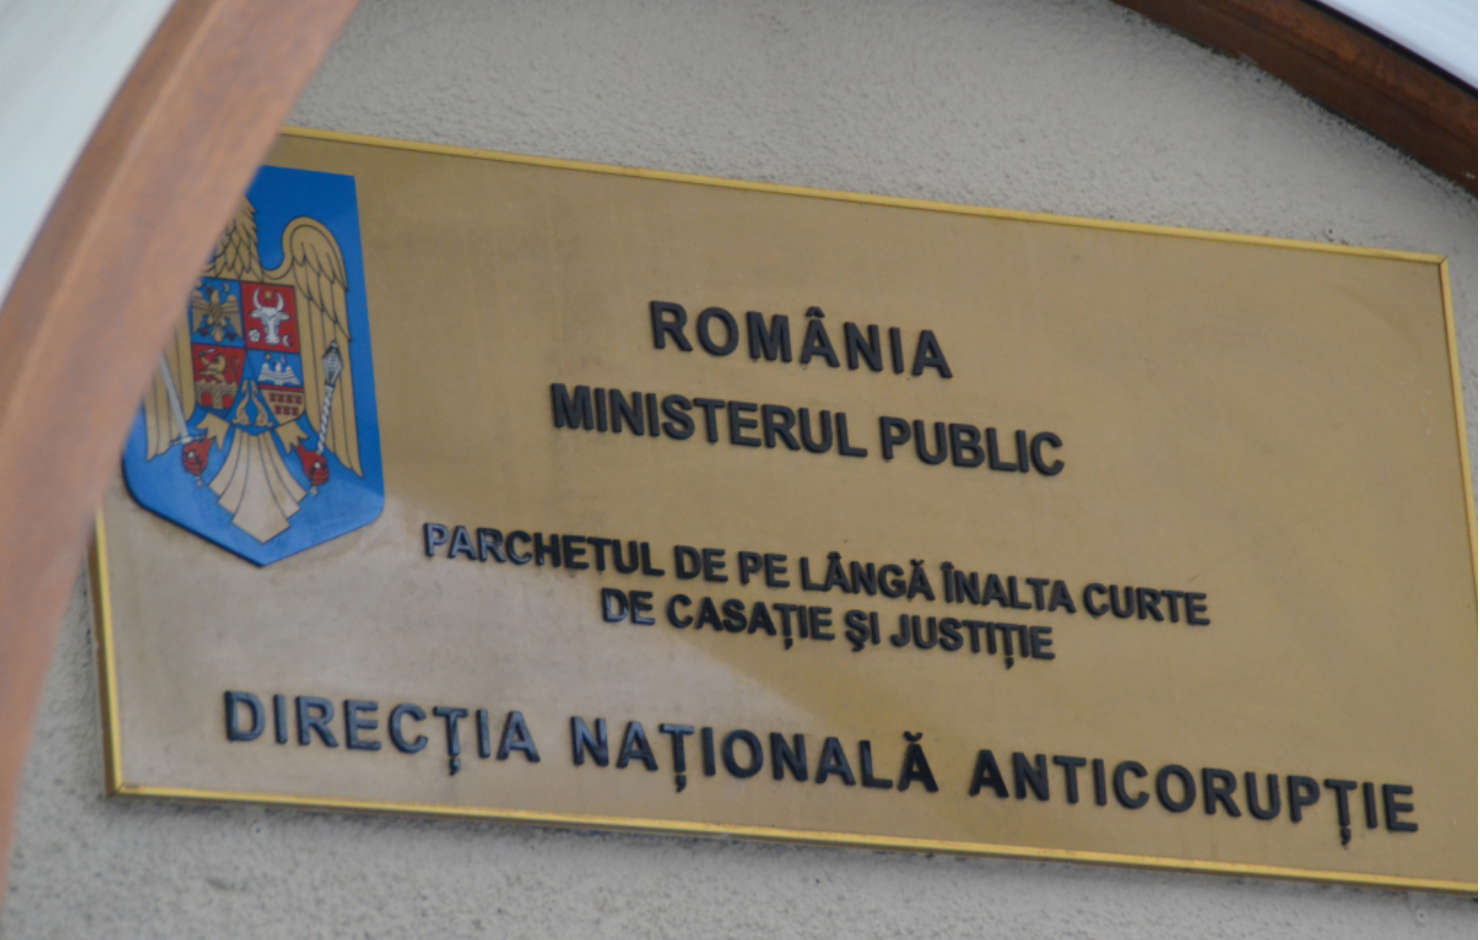 ROMÂNIA
MINISTERUL PUBLIC
PARCHETUL DE PE LÂNGĂ ÎNALTA CURTE
DE CASAȚIE ȘI JUSTIȚIE
DIRECȚIA NAȚIONALĂ ANTICORUPȚIE